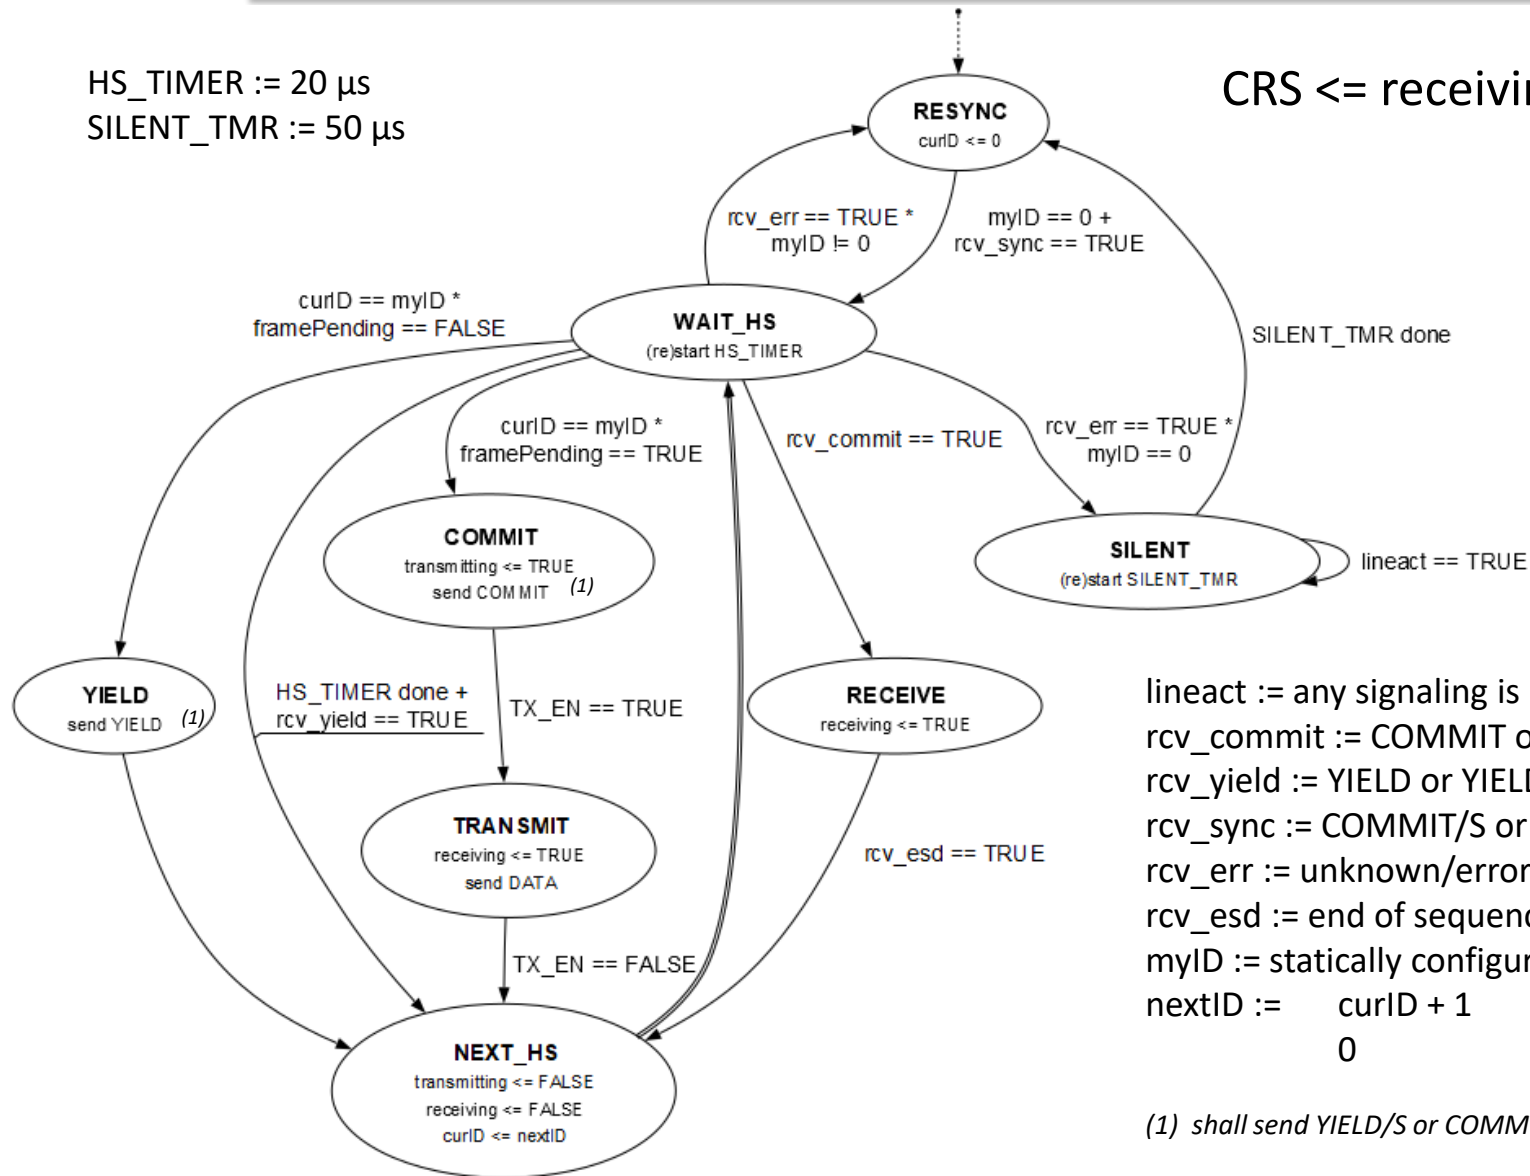 HS_TIMER := 20 µs
SILENT_TMR := 50 µs
CRS <= receivin
RESYNC
curID <= 0
rcv_err == TRUE *
myID != 0
myID == 0 +
rcv_sync == TRUE
curID == myID *
framePending == FALSE
WAIT_HS
(re)start HS_TIMER
SILENT_TMR done
curID == myID *
framePending == TRUE
rcv_commit == TRUE
rcv_err == TRUE *
myID == 0
COMMIT
transmitting <= TRUE
send COMMIT (1)
SILENT
(re)start SILENT_TMR
lineact == TRUE
YIELD
send YIELD (1)
HS_TIMER done +
rcv_yield == TRUE
TX_EN == TRUE
RECEIVE
receiving <= TRUE
TRANSMIT
receiving <= TRUE
send DATA
rcv_esd == TRUE
TX_EN == FALSE
NEXT_HS
transmitting <= FALSE
receiving <= FALSE
curID <= nextID
lineact := any signaling is
rcv_commit := COMMIT o
rcv_yield := YIELD or YIELD
rcv_sync := COMMIT/S or
rcv_err := unknown/error
rcv_esd := end of sequenc
myID := statically configur
nextID := curID + 1
0
(1) shall send YIELD/S or COMM